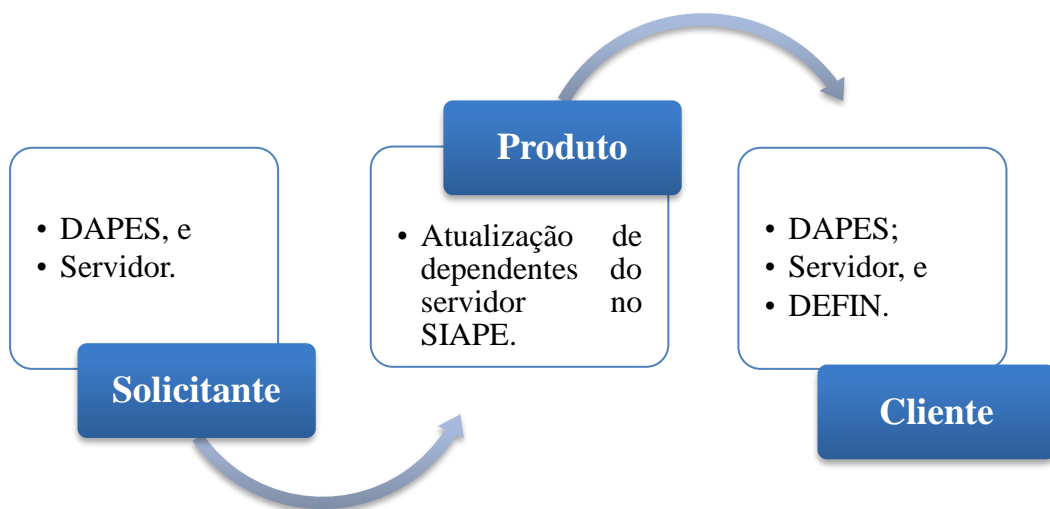 • DAPES, e
• Servidor.
Solicitante
Produto
• Atualização de
dependentes do
servidor no
SIAPE.
• DAPES;
• Servidor, e
• DEFIN.
Cliente